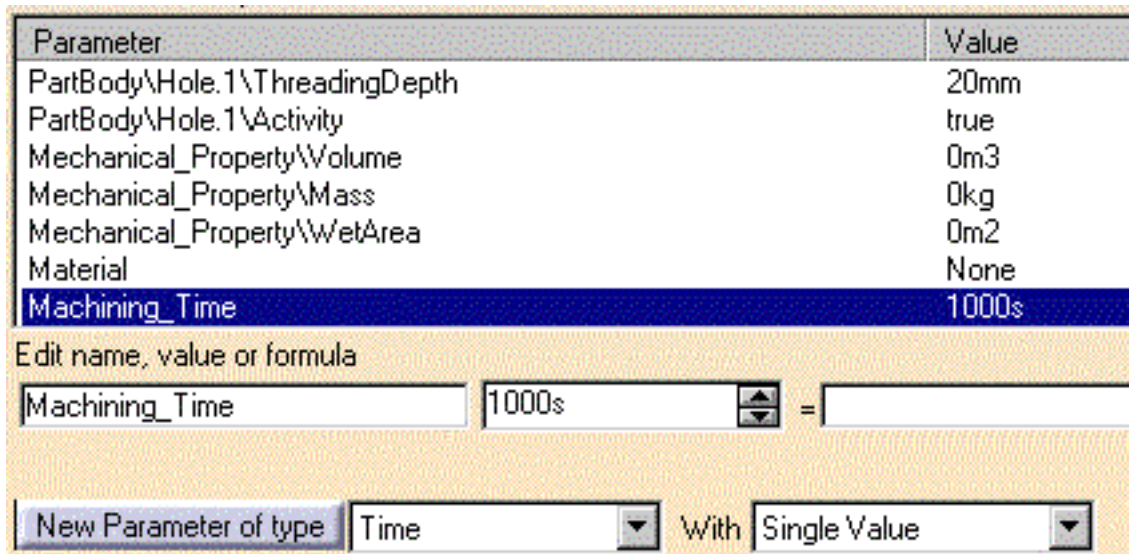 Parameter Value
PartBody\Hole.1\ThreadingDepth 20mm
PartBody\Hole.1\Activity true
Mechanical_Property\Volume 0m3
Mechanical_Property\Mass 0kg
Mechanical_Property\WetArea 0m2
Material None
Machining_Time 1000s
Edit name, value or formula
Machining_Time 1000s =
New Parameter of type Time With Single Value